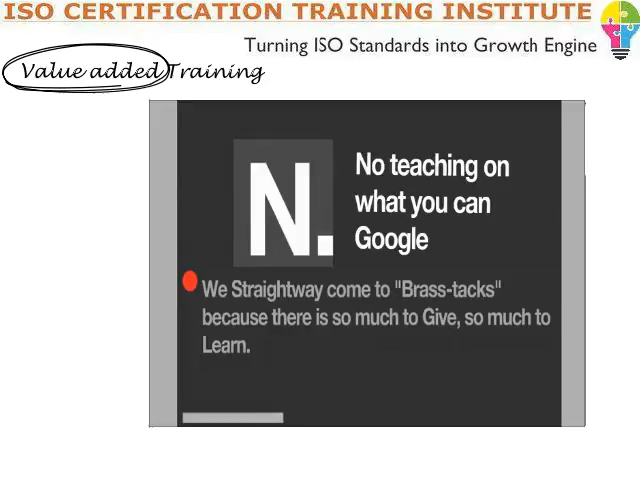 ISO CERTIFICATION TRAINING INSTITUTE
Turning ISO Standards into Growth Engine
Value added Training
N.
No teaching on
what you can
Google
We Straightway come to "Brass-tacks"
because there is so much to Give, so much to
Learn.